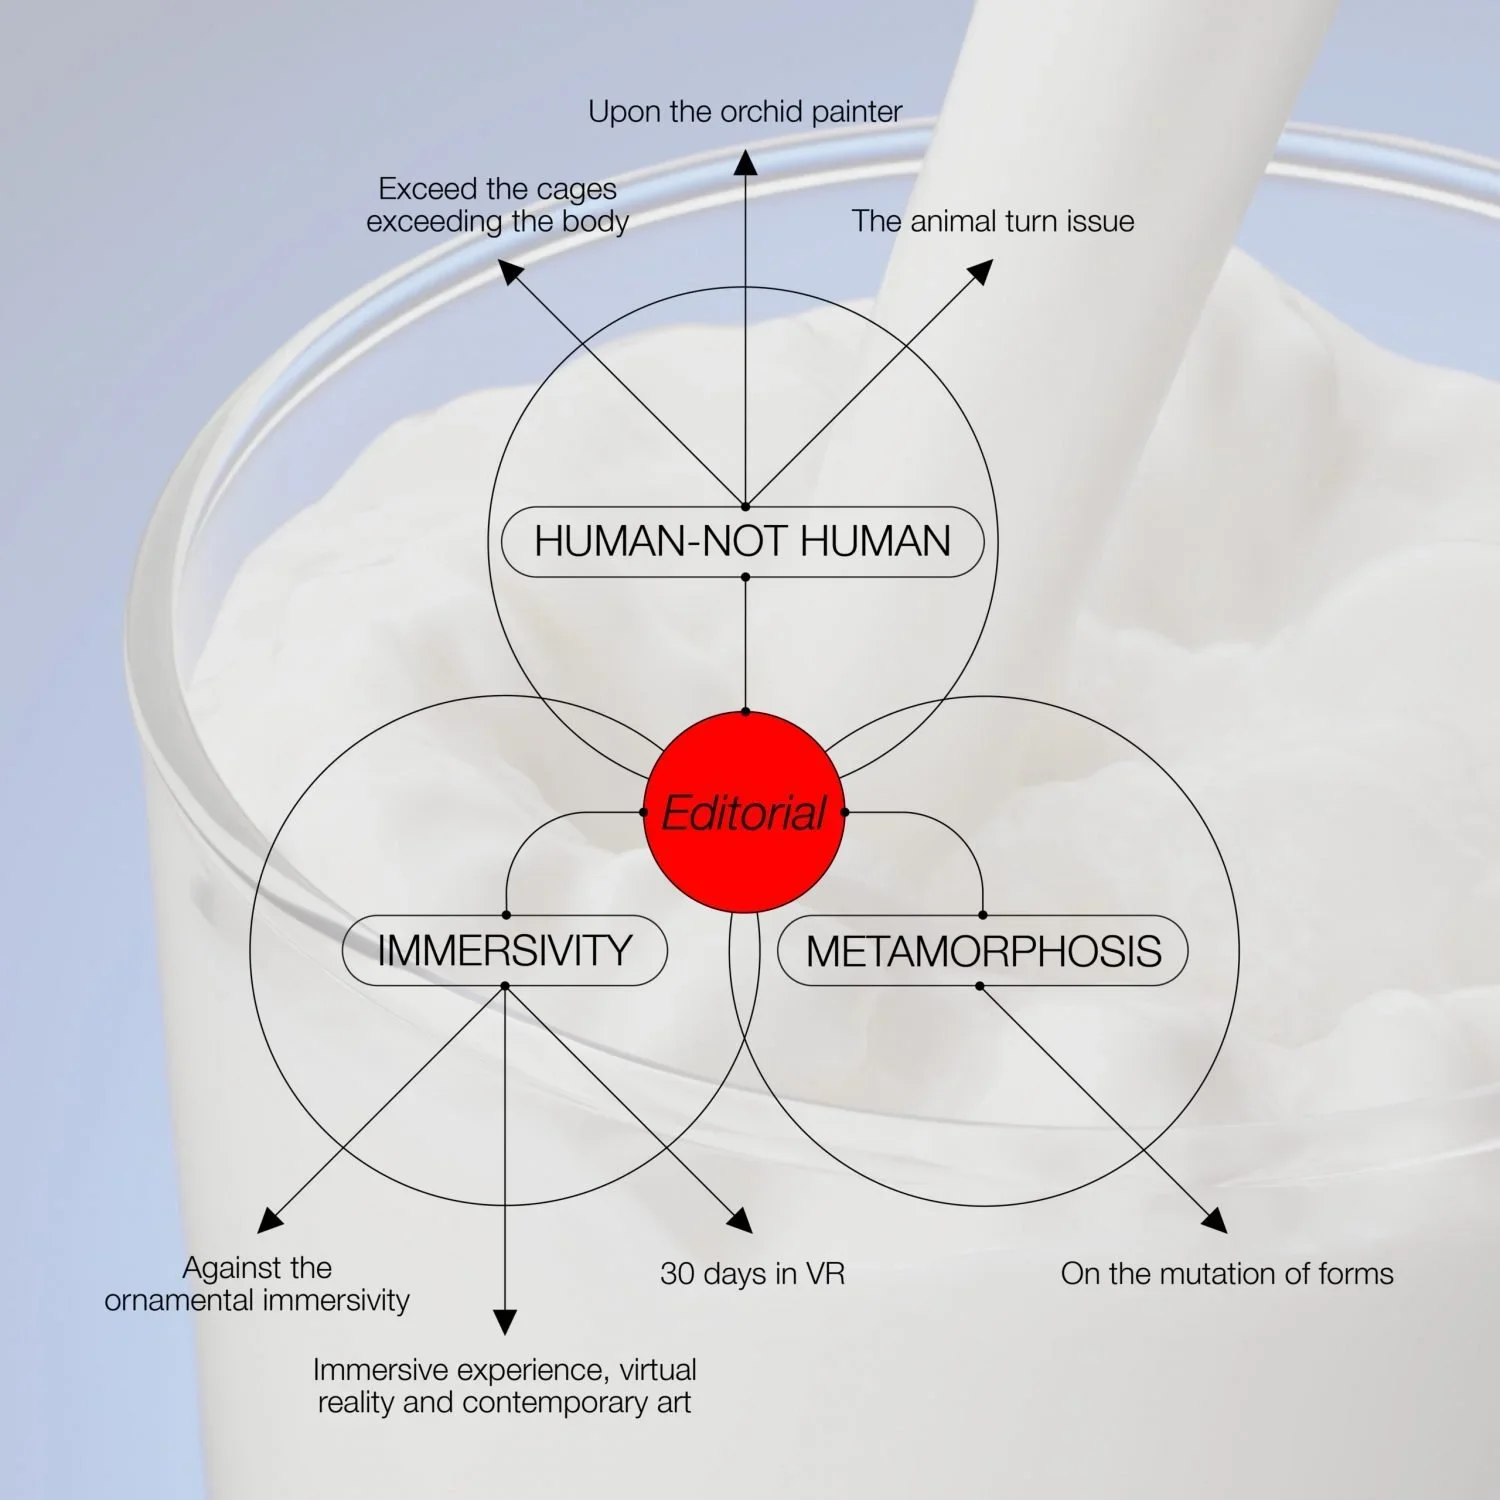 Upon the orchid painter
Exceed the cages
exceeding the body
The animal turn issue
HUMAN-NOT HUMAN
Editorial
IMMERSIVITY
METAMORPHOSIS
Against the
ornamental immersivity
30 days in VR
On the mutation of forms
Immersive experience, virtual
reality and contemporary art